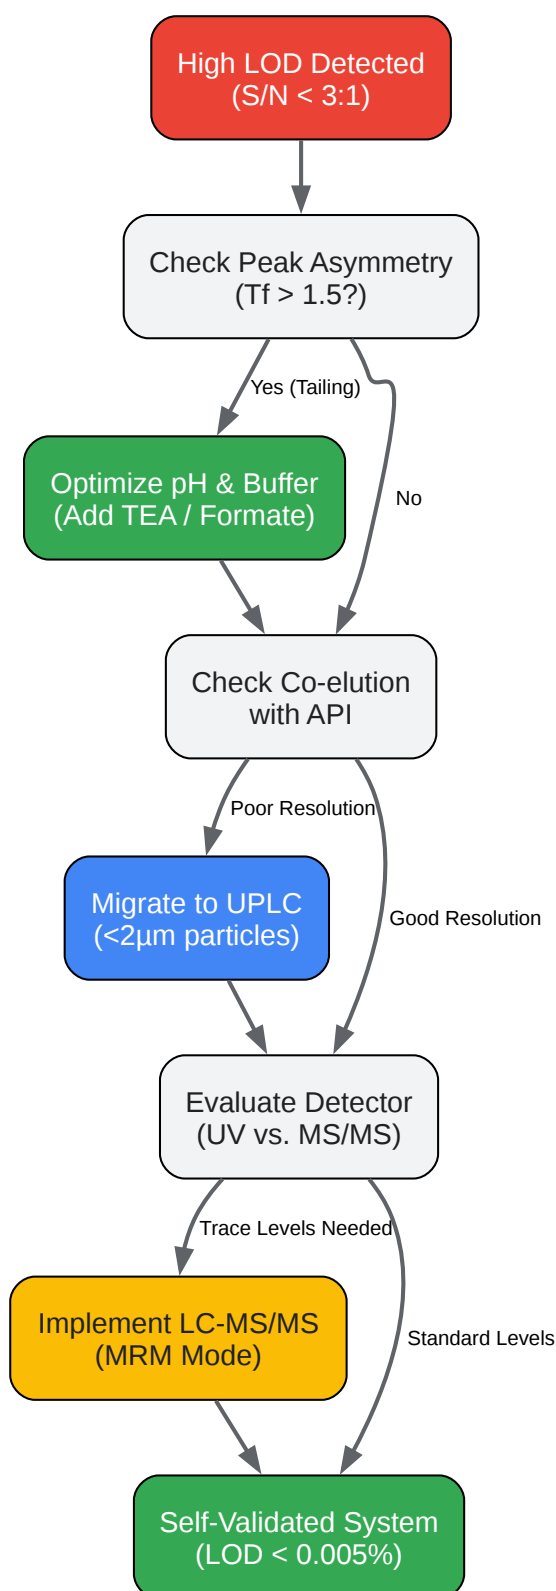 High LOD Detected
(S/N < 3:1)
Check Peak Asymmetry
(Tf > 1.5?)
Yes (Tailing)
Optimize pH & Buffer
(Add TEA / Formate)
No
Check Co-elution
with API
Poor Resolution
Migrate to UPLC
(<2µm particles)
Good Resolution
Evaluate Detector
(UV vs. MS/MS)
Trace Levels Needed
Implement LC-MS/MS
(MRM Mode)
Standard Levels
Self-Validated System
(LOD < 0.005%)